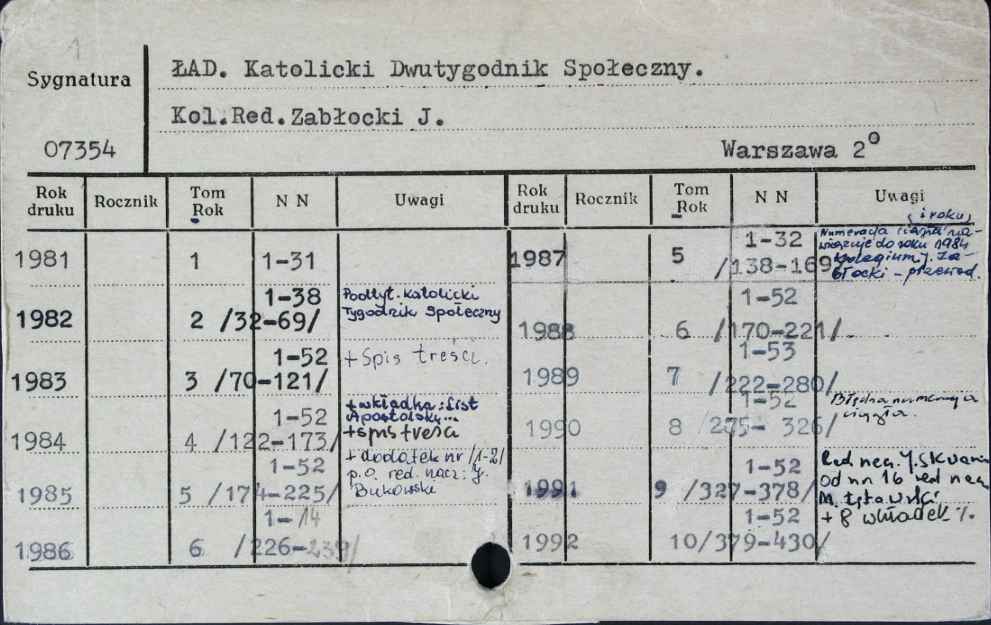 1
Sygnatura
ŁAD. Katolicki Dwutygodnik Społeczny.
Kol.Red.Zabłocki J.
07354
Warszawa 2°
Rok druku Rocznik Tom Rok N N Uwagi
1981 1 1-31
1982 2 1-38 /32-69/
Podtyt. Katolicki
Tygodnik Społeczny
1983 3 1-52 /70-121/
+ Spis treści.
1984 4 1-52 /122-173/
+ wkładka: List
Apostolski...
+ spis treści
1985 5 1-52 /174-225/
+ dodatek nr /1-2/
p.o. red. nacz: J.
Bukowski
1986 6 1-14 /226-239/
Rok druku Rocznik Tom Rok N N Uwagi
1987 5 1-32 /138-169
(i roku)
Numeracja ciągła na-
wiązuje do roku 1984
kolegium J. Za-
błocki - przewod.
1988 6 1-52 /170-221/
1989 7 1-53 /222-280/
1990 8 1-52 /275-326/
Błędna numeracja
ciągła.
1991 9 1-52 /327-378/
Red. nacz. J.
od nr 16 red nacz
M.
1992 10 1-52 /379-430/
+ 8 wkładek